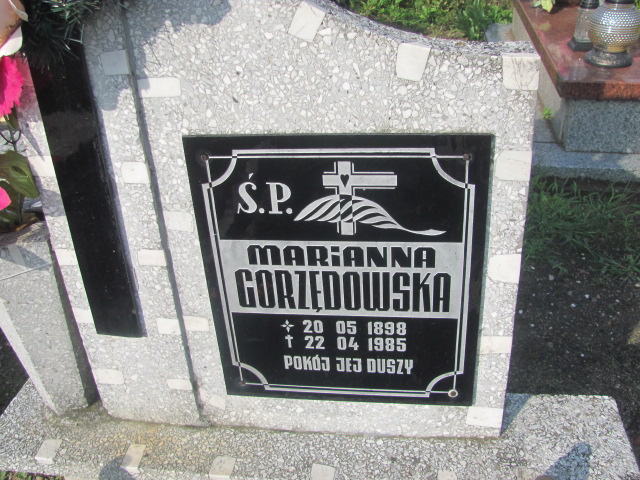 Ś.P.
MARiANNA
GORZĘDOWSKA
20 05 1898
† 22 04 1985
POKÓJ JEJ DUSZY